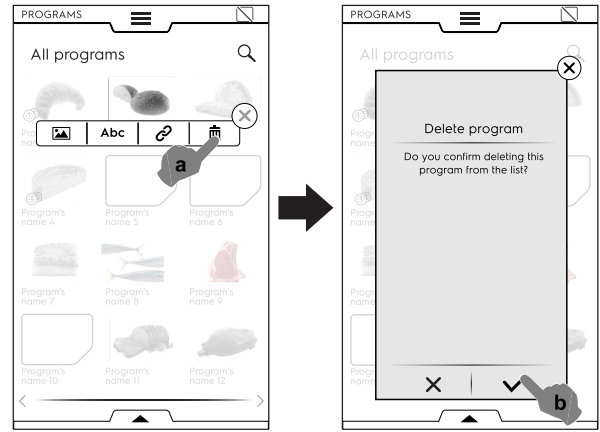 PROGRAMS
All programs
Abc
a
Program's
name 4
Program's
name 5
Program's
name 6
Program's
name 7
Program's
name 8
Program's
name 9
Program's
name 10
Program's
name 11
Program's
name 12
PROGRAMS
All programs
Delete program
Do you confirm deleting this
program from the list?
b